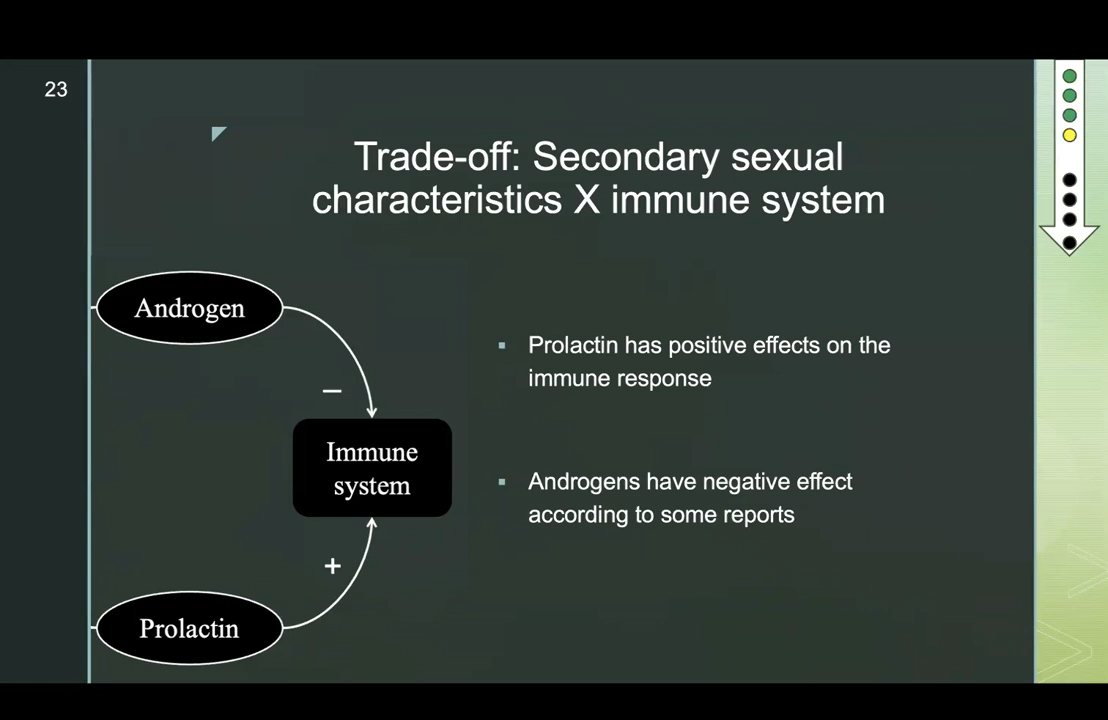 23
Trade-off: Secondary sexual
characteristics X immune system
Androgen
−
Immune
system
+
Prolactin
▪ Prolactin has positive effects on the
immune response
▪ Androgens have negative effect
according to some reports